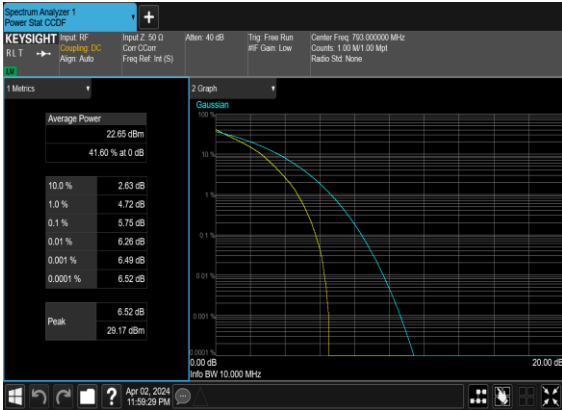 Spectrum Analyzer 1
Power Stat CCDF
+
KEYSIGHT
RLT
LU
Input: RF
Coupling: DC
Align: Auto
Input Z: 50 Ω
Corr CCorr
Freq Ref: Int (S)
Atten: 40 dB
Trig: Free Run
#IF Gain: Low
Center Freq: 793.000000 MHz
Counts: 1.00 M/1.00 Mpt
Radio Std: None
1 Metrics
Average Power
22.65 dBm
41.60 % at 0 dB
10.0 % 2.63 dB
1.0 % 4.72 dB
0.1 % 5.75 dB
0.01 % 6.26 dB
0.001 % 6.49 dB
0.0001 % 6.52 dB
Peak
6.52 dB
29.17 dBm
2 Graph
Gaussian
100 %
10 %
1 %
0.1 %
0.01 %
0.001 %
0.0001 %
0.00 dB 20.00 dB
Info BW 10.000 MHz
?
Apr 02, 2024
11:59:29 PM